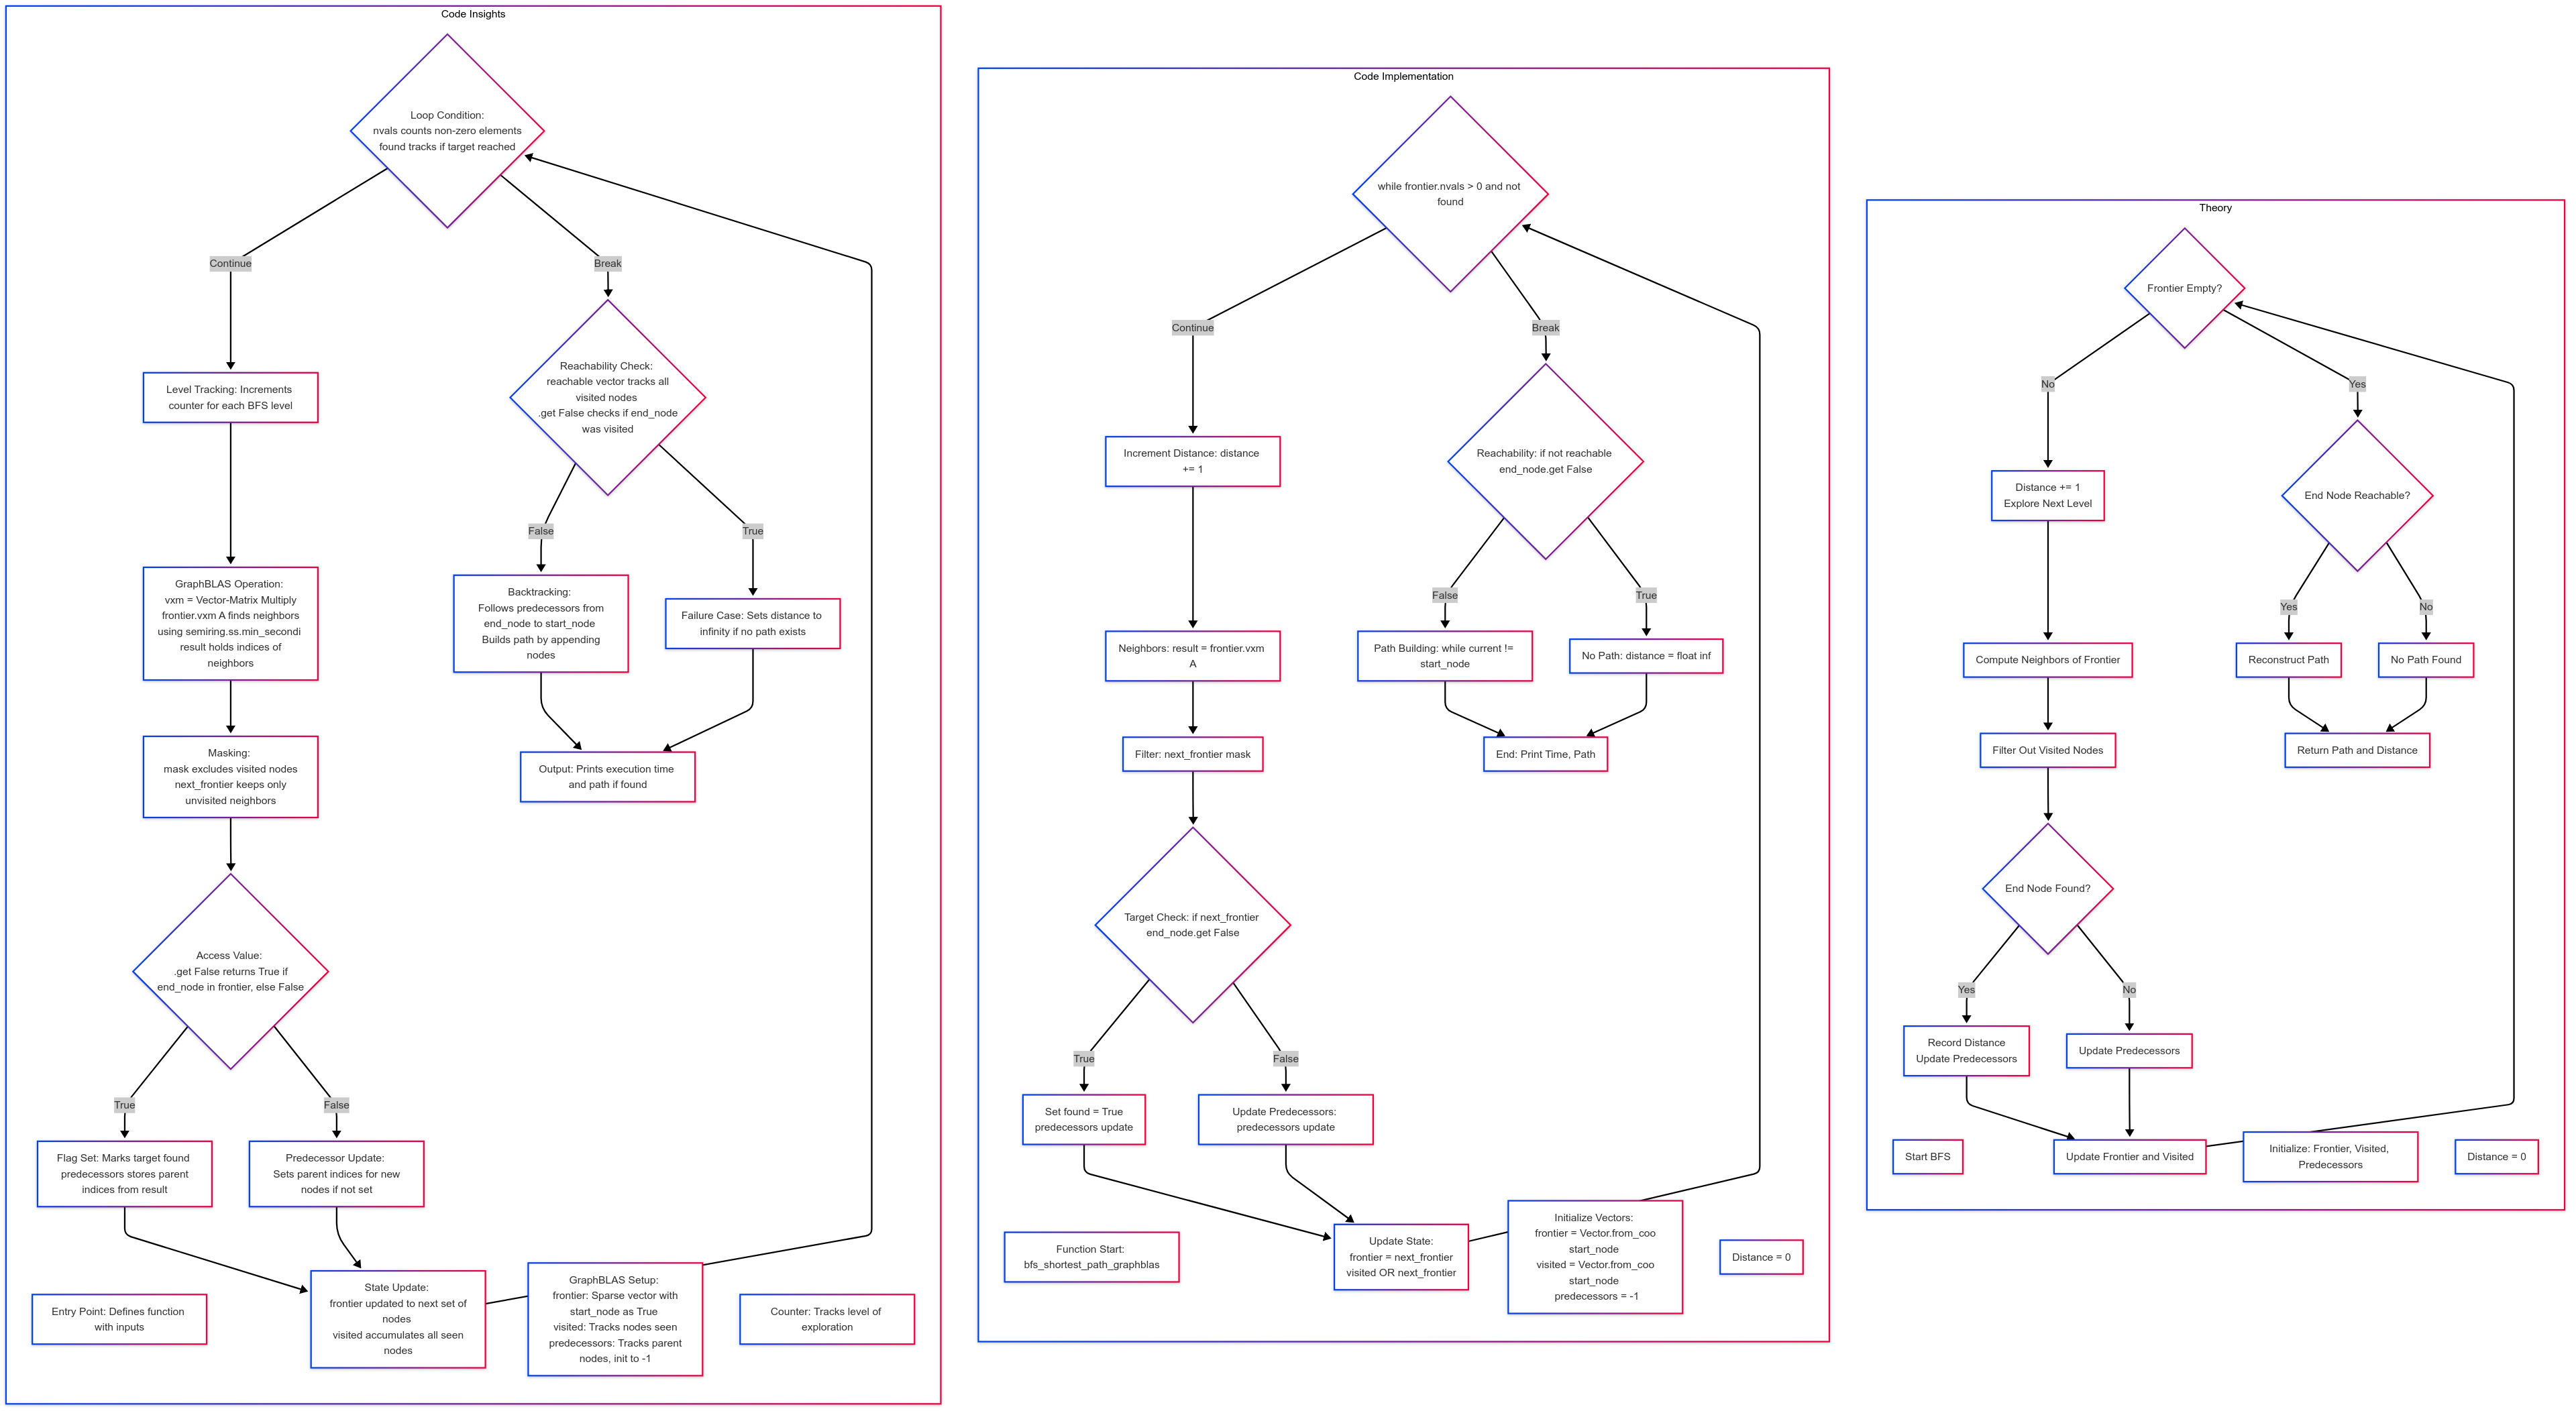 Code Insights
Loop Condition:
nvals counts non-zero elements
found tracks if target reached
Continue
Break
Level Tracking: Increments
counter for each BFS level
Reachability Check:
reachable vector tracks all
visited nodes
.get False checks if end_node
was visited
False
True
GraphBLAS Operation:
vxm = Vector-Matrix Multiply
frontier.vxm A finds neighbors
using semiring.ss.min_secondi
result holds indices of
neighbors
Backtracking:
Follows predecessors from
end_node to start_node
Builds path by appending
nodes
Failure Case: Sets distance to
infinity if no path exists
Masking:
mask excludes visited nodes
next_frontier keeps only
unvisited neighbors
Output: Prints execution time
and path if found
Access Value:
.get False returns True if
end_node in frontier, else False
True
False
Flag Set: Marks target found
predecessors stores parent
indices from result
Predecessor Update:
Sets parent indices for new
nodes if not set
Entry Point: Defines function
with inputs
State Update:
frontier updated to next set of
nodes
visited accumulates all seen
nodes
GraphBLAS Setup:
frontier: Sparse vector with
start_node as True
visited: Tracks nodes seen
predecessors: Tracks parent
nodes, init to -1
Counter: Tracks level of
exploration
Code Implementation
while frontier.nvals > 0 and not
found
Continue
Break
Increment Distance: distance
+= 1
Reachability: if not reachable
end_node.get False
False
True
Neighbors: result = frontier.vxm
A
Path Building: while current !=
start_node
No Path: distance = float inf
Filter: next_frontier mask
End: Print Time, Path
Target Check: if next_frontier
end_node.get False
True
False
Set found = True
predecessors update
Update Predecessors:
predecessors update
Function Start:
bfs_shortest_path_graphblas
Update State:
frontier = next_frontier
visited OR next_frontier
Initialize Vectors:
frontier = Vector.from_coo
start_node
visited = Vector.from_coo
start_node
predecessors = -1
Distance = 0
Theory
Frontier Empty?
No
Yes
Distance += 1
Explore Next Level
End Node Reachable?
Yes
No
Compute Neighbors of Frontier
Reconstruct Path
No Path Found
Filter Out Visited Nodes
Return Path and Distance
End Node Found?
Yes
No
Record Distance
Update Predecessors
Update Predecessors
Start BFS
Update Frontier and Visited
Initialize: Frontier, Visited,
Predecessors
Distance = 0